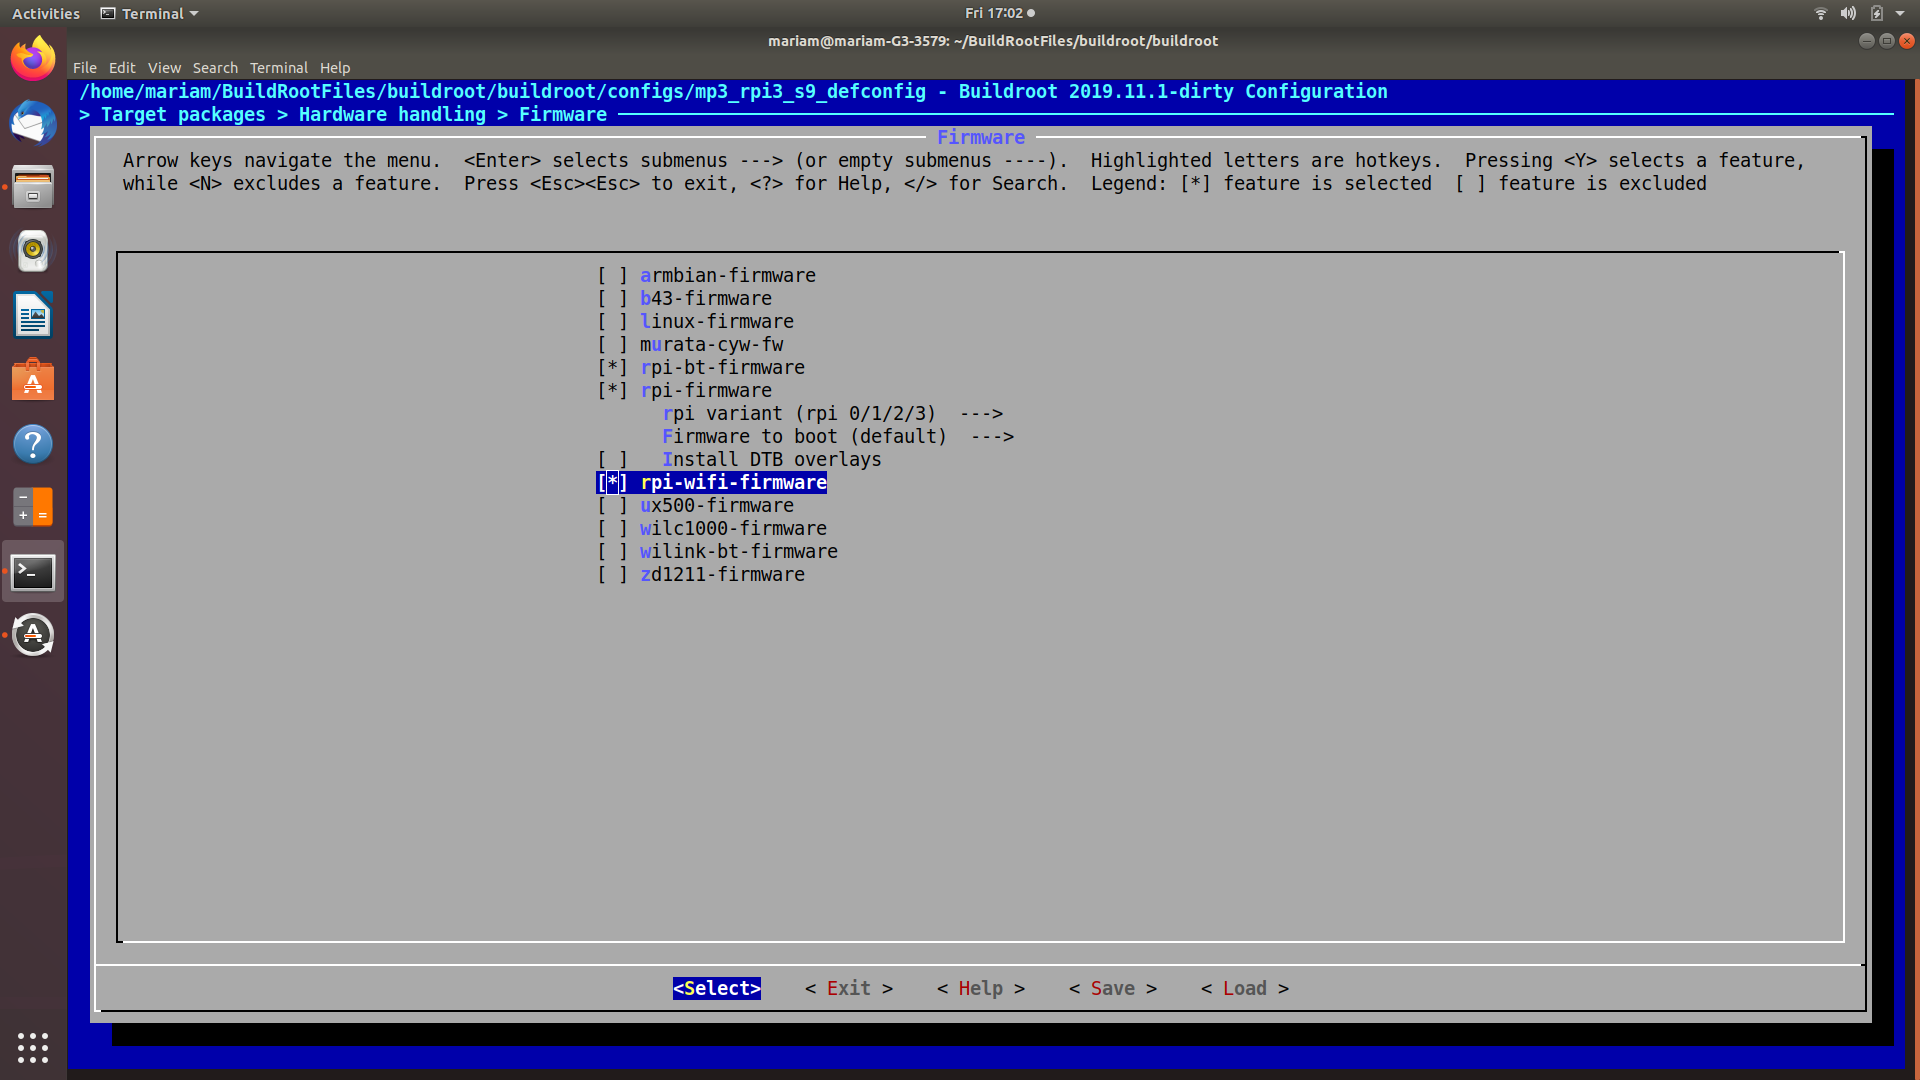 Activities Terminal Fri 17:02
mariam@mariam-G3-3579: ~/BuildRootFiles/buildroot/buildroot
File Edit View Search Terminal Help
/home/mariam/BuildRootFiles/buildroot/buildroot/configs/mp3_rpi3_s9_defconfig - Buildroot 2019.11.1-dirty Configuration
> Target packages > Hardware handling > Firmware
Firmware
Arrow keys navigate the menu.  <Enter> selects submenus ---> (or empty submenus ----).  Highlighted letters are hotkeys.  Pressing <Y> selects a feature,
while <N> excludes a feature.  Press <Esc><Esc> to exit, <?> for Help, </> for Search.  Legend: [*] feature is selected  [ ] feature is excluded
[ ] armbian-firmware
[ ] b43-firmware
[ ] linux-firmware
[ ] murata-cyw-fw
[*] rpi-bt-firmware
[*] rpi-firmware
rpi variant (rpi 0/1/2/3)  --->
Firmware to boot (default)  --->
[ ]   Install DTB overlays
[*] rpi-wifi-firmware
[ ] ux500-firmware
[ ] wilc1000-firmware
[ ] wilink-bt-firmware
[ ] zd1211-firmware
<Select>    < Exit >    < Help >    < Save >    < Load >